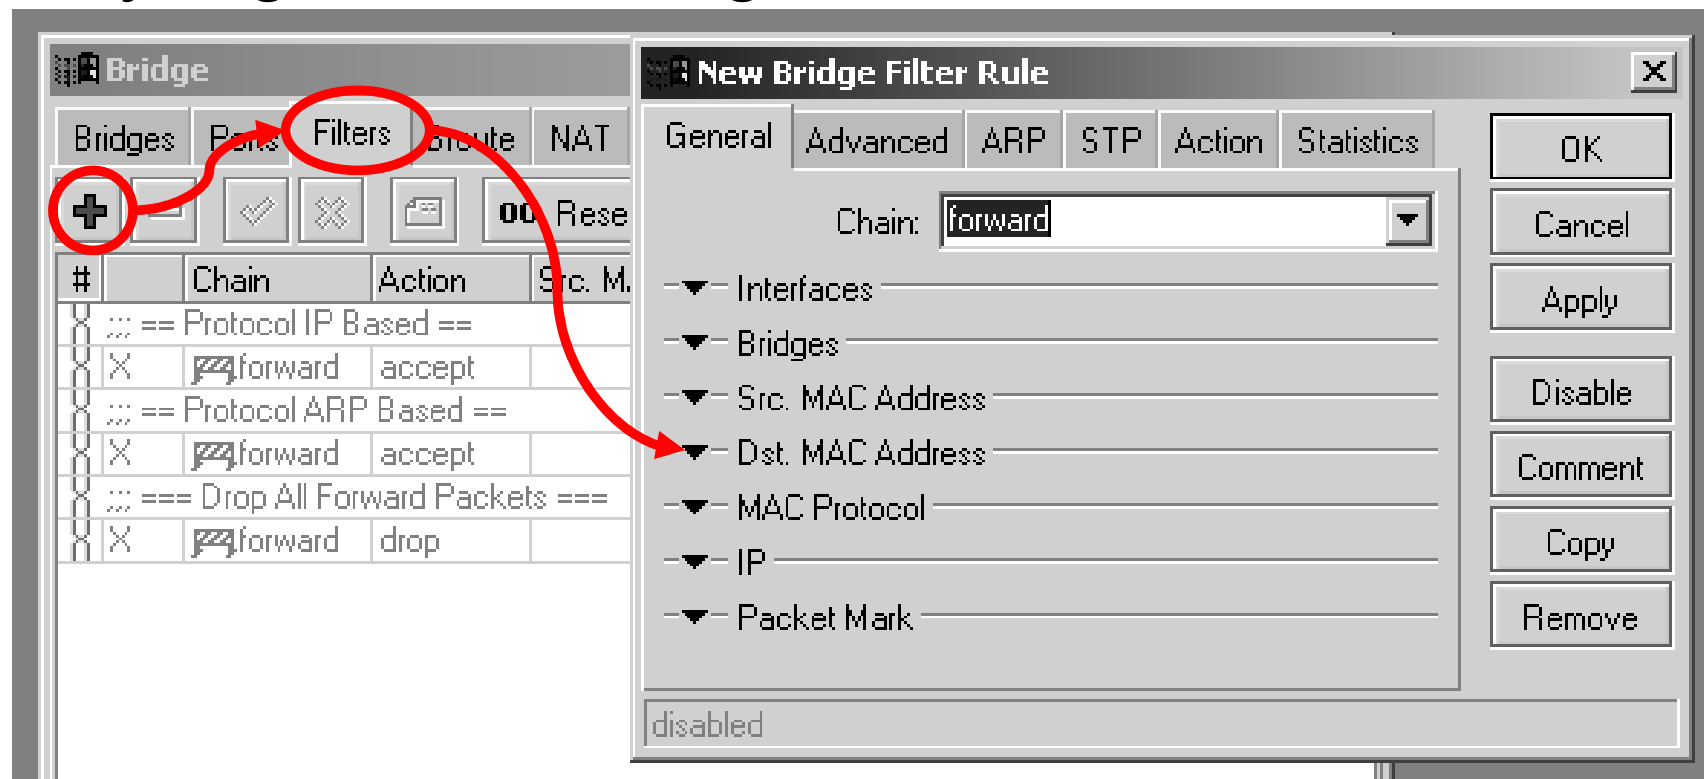 Bridge
Bridges Ports Filters Broute NAT
00 Rese
# Chain Action Src. M
;;; == Protocol IP Based ==
X forward accept
;;; == Protocol ARP Based ==
X forward accept
;;; === Drop All Forward Packets ===
X forward drop
New Bridge Filter Rule
General Advanced ARP STP Action Statistics
Chain: forward
Interfaces
Bridges
Src. MAC Address
Dst. MAC Address
MAC Protocol
IP
Packet Mark
OK
Cancel
Apply
Disable
Comment
Copy
Remove
disabled